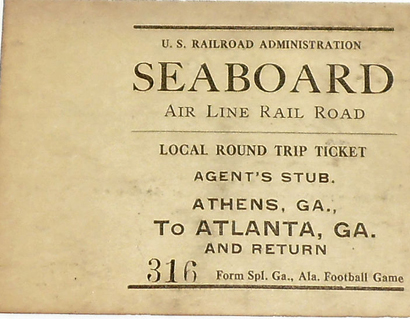 U. S. RAILROAD ADMINISTRATION
SEABOARD
AIR LINE RAIL ROAD
LOCAL ROUND TRIP TICKET
AGENT'S STUB.
ATHENS, GA.,
To ATLANTA, GA.
AND RETURN
316 Form Spl. Ga., Ala. Football Game